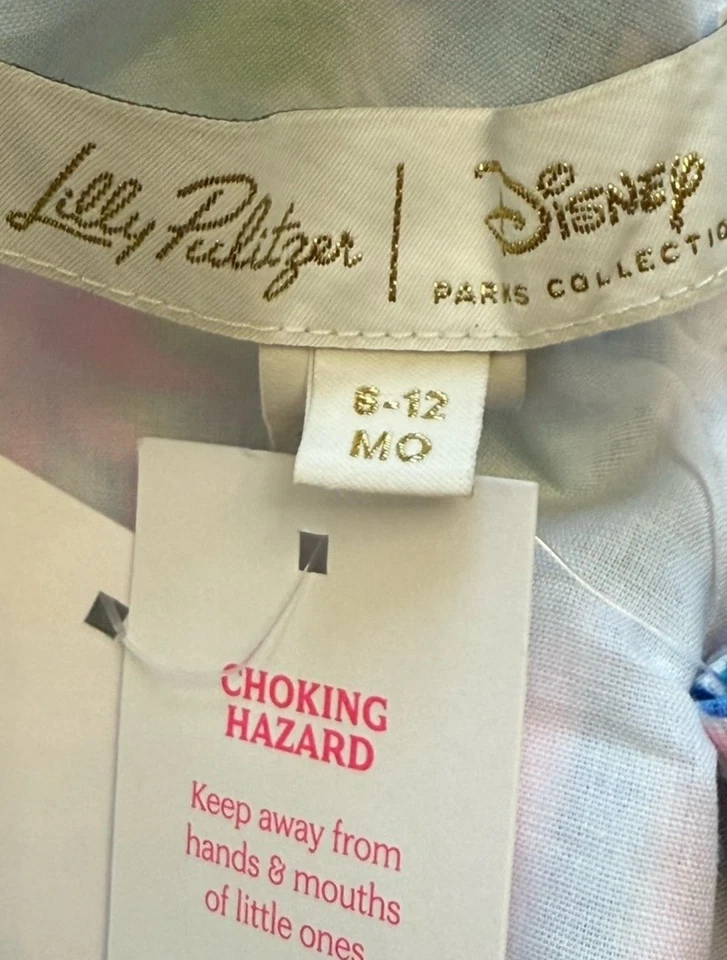 Lilly Pulitzer | Disney
PARKS COLLECTIO
6-12
MO
CHOKING
HAZARD
Keep away from
hands & mouths
of little ones